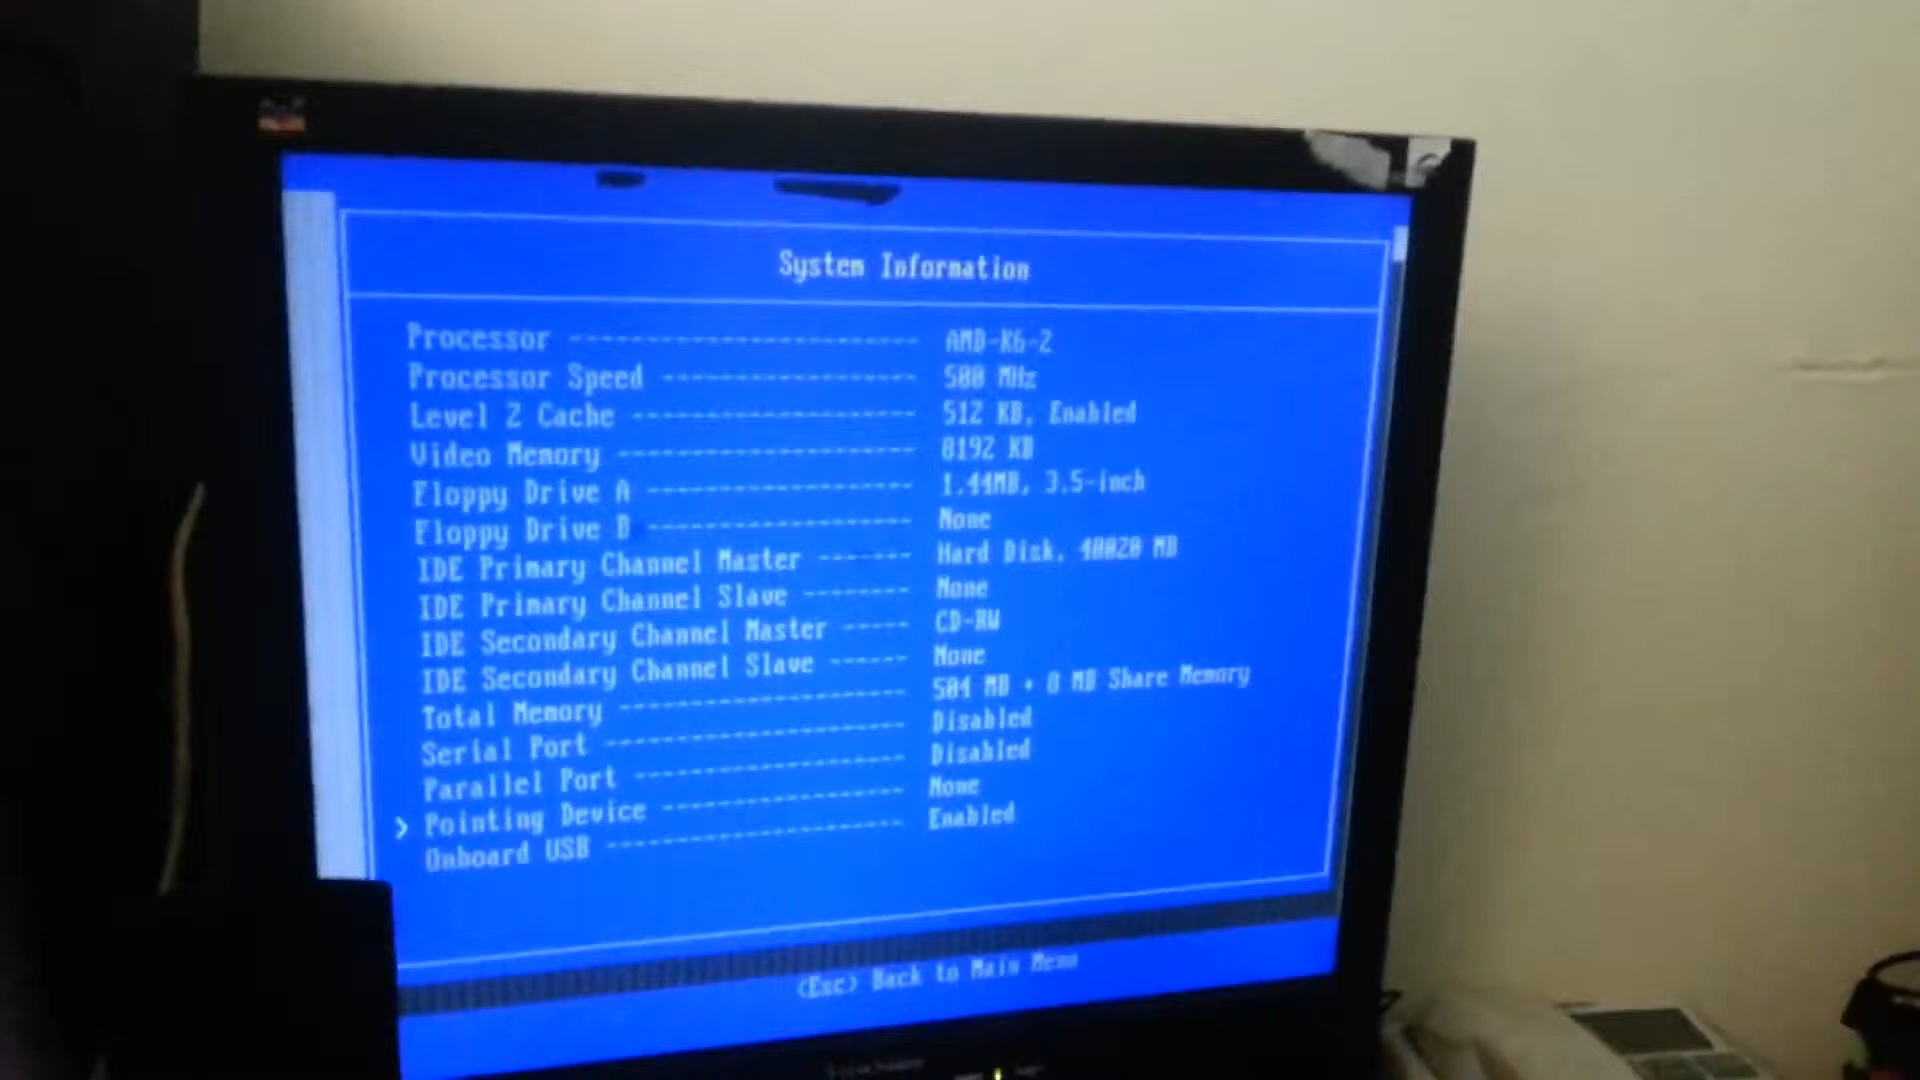 System Information
Processor ---------------------- AMD-K6-2
Processor Speed ---------------- 500 MHz
Level 2 Cache ------------------ 512 KB, Enabled
Video Memory ------------------- 8192 KB
Floppy Drive A ----------------- 1.44MB, 3.5-inch
Floppy Drive B ----------------- None
IDE Primary Channel Master ------ Hard Disk, 40020 MB
IDE Primary Channel Slave ------- None
IDE Secondary Channel Master ----- CD-RW
IDE Secondary Channel Slave ------ None
Total Memory ------------------ 504 MB + 8 MB Share Memory
Serial Port ------------------- Disabled
Parallel Port ----------------- Disabled
> Pointing Device ---------------- None
Onboard USB ------------------- Enabled
<Esc> Back to Main Menu